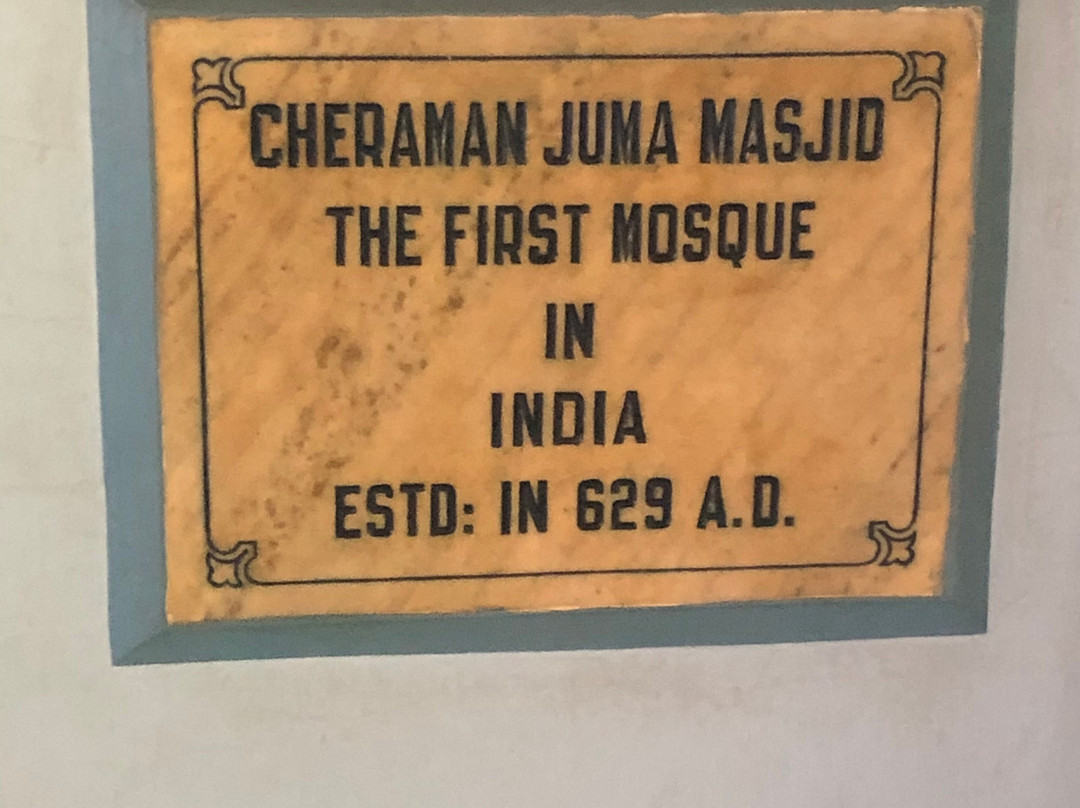 CHERAMAN JUMA MASJID
THE FIRST MOSQUE
IN
INDIA
ESTD: IN 629 A.D.